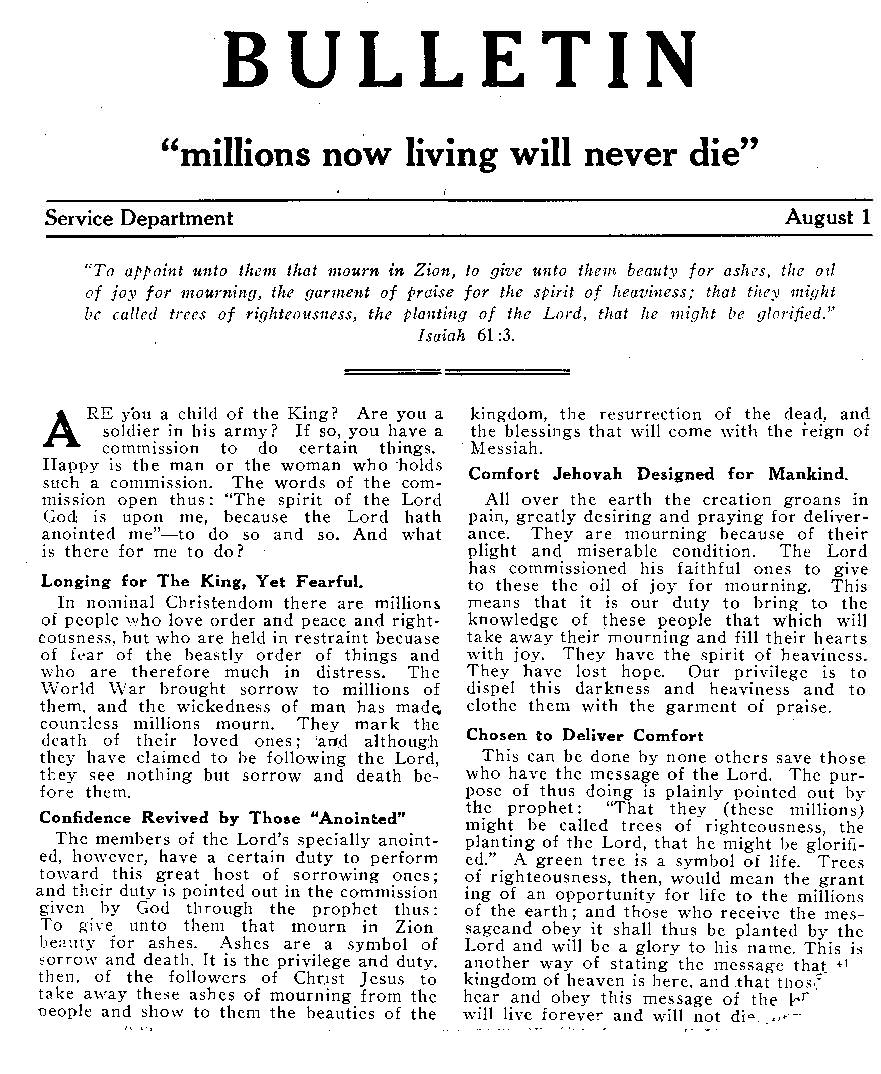 BULLETIN
“millions now living will never die”
Service Department August 1
“To appoint unto them that mourn in Zion, to give unto them beauty for ashes, the oil
of joy for mourning, the garment of praise for the spirit of heaviness; that they might
be called trees of righteousness, the planting of the Lord, that he might be glorified.”
Isaiah 61:3.
ARE you a child of the King? Are you a
soldier in his army? If so, you have a
commission to do certain things.
Happy is the man or the woman who holds
such a commission. The words of the com-
mission open thus: “The spirit of the Lord
God is upon me, because the Lord hath
anointed me”—to do so and so. And what
is there for me to do?
Longing for The King, Yet Fearful.
In nominal Christendom there are millions
of people who love order and peace and right-
eousness, but who are held in restraint becuase
of fear of the beastly order of things and
who are therefore much in distress. The
World War brought sorrow to millions of
them, and the wickedness of man has made
countless millions mourn. They mark the
death of their loved ones; and although
they have claimed to be following the Lord,
they see nothing but sorrow and death be-
fore them.
Confidence Revived by Those “Anointed”
The members of the Lord’s specially anoint-
ed, however, have a certain duty to perform
toward this great host of sorrowing ones;
and their duty is pointed out in the commission
given by God through the prophet thus:
To give unto them that mourn in Zion
beauty for ashes. Ashes are a symbol of
sorrow and death. It is the privilege and duty,
then, of the followers of Christ Jesus to
take away these ashes of mourning from the
people and show to them the beauties of the
kingdom, the resurrection of the dead, and
the blessings that will come with the reign of
Messiah.
Comfort Jehovah Designed for Mankind.
All over the earth the creation groans in
pain, greatly desiring and praying for deliver-
ance. They are mourning because of their
plight and miserable condition. The Lord
has commissioned his faithful ones to give
to these the oil of joy for mourning. This
means that it is our duty to bring to the
knowledge of these people that which will
take away their mourning and fill their hearts
with joy. They have the spirit of heaviness.
They have lost hope. Our privilege is to
dispel this darkness and heaviness and to
clothe them with the garment of praise.
Chosen to Deliver Comfort
This can be done by none others save those
who have the message of the Lord. The pur-
pose of thus doing is plainly pointed out by
the prophet: “That they (these millions)
might be called trees of righteousness, the
planting of the Lord, that he might be glorifi-
ed.” A green tree is a symbol of life. Trees
of righteousness, then, would mean the grant
ing of an opportunity for life to the millions
of the earth; and those who receive the mes-
sageand obey it shall thus be planted by the
Lord and will be a glory to his name. This is
another way of stating the message that
kingdom of heaven is here, and that
hear and obey this message of the
will live forever and will not